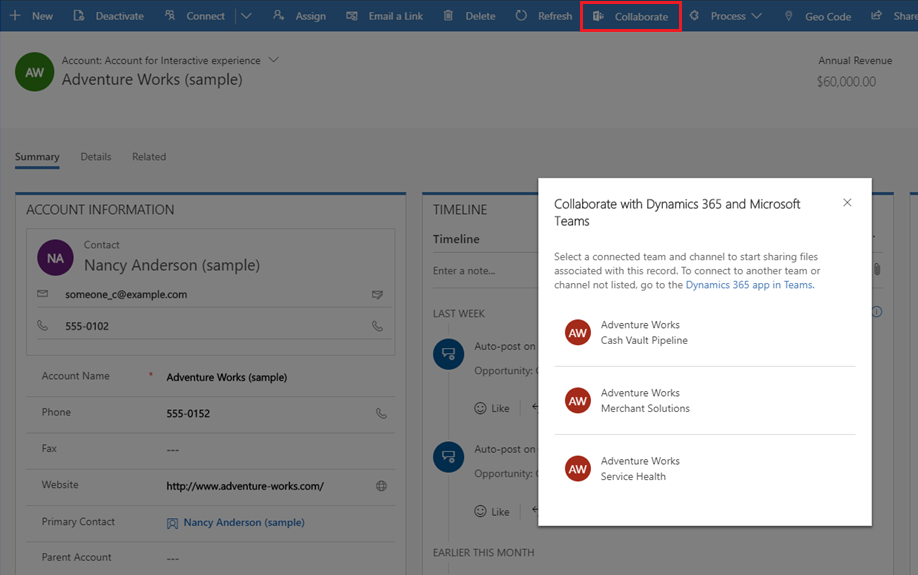 New
Deactivate
Connect
Assign
Email a Link
Delete
Refresh
Collaborate
Process
Geo Code
Share
AW
Account: Account for Interactive experience
Adventure Works (sample)
Annual Revenue
$60,000.00
Summary
Details
Related
ACCOUNT INFORMATION
NA
Contact
Nancy Anderson (sample)
someone_c@example.com
555-0102
Account Name
*
Adventure Works (sample)
Phone
555-0152
Fax
---
Website
http://www.adventure-works.com/
Primary Contact
Nancy Anderson (sample)
Parent Account
---
TIMELINE
Timeline
Enter a note...
LAST WEEK
Auto-post on
Opportunity:
Like
Auto-post on
Opportunity:
Like
EARLIER THIS MONTH
Collaborate with Dynamics 365 and Microsoft
Teams
Select a connected team and channel to start sharing files
associated with this record. To connect to another team or
channel not listed, go to the Dynamics 365 app in Teams.
AW
Adventure Works
Cash Vault Pipeline
AW
Adventure Works
Merchant Solutions
AW
Adventure Works
Service Health